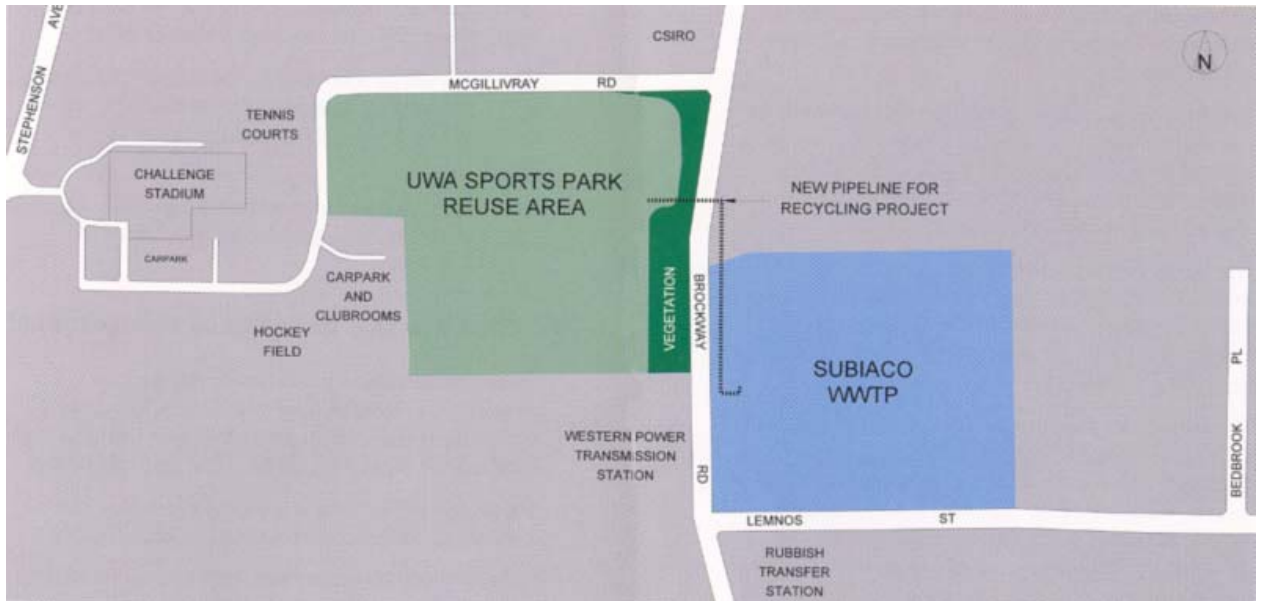 STEPHENSON AVE
CSIRO
N
MCGILLIVRAY RD
TENNIS
COURTS
CHALLENGE
STADIUM
UWA SPORTS PARK
REUSE AREA
NEW PIPELINE FOR
RECYCLING PROJECT
CARPARK
CARPARK
AND
CLUBROOMS
HOCKEY
FIELD
VEGETATION
BROCKWAY RD
SUBIACO
WWTP
BEDBROOK PL
WESTERN POWER
TRANSMISSION
STATION
LEMNOS ST
RUBBISH
TRANSFER
STATION